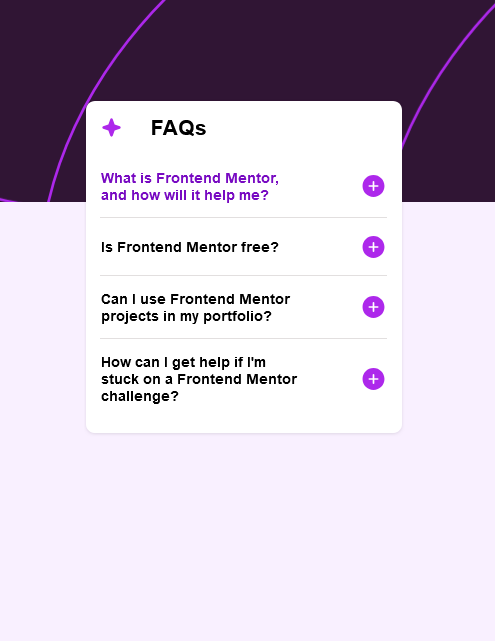 FAQs
What is Frontend Mentor,
and how will it help me?
Is Frontend Mentor free?
Can I use Frontend Mentor
projects in my portfolio?
How can I get help if I'm
stuck on a Frontend Mentor
challenge?